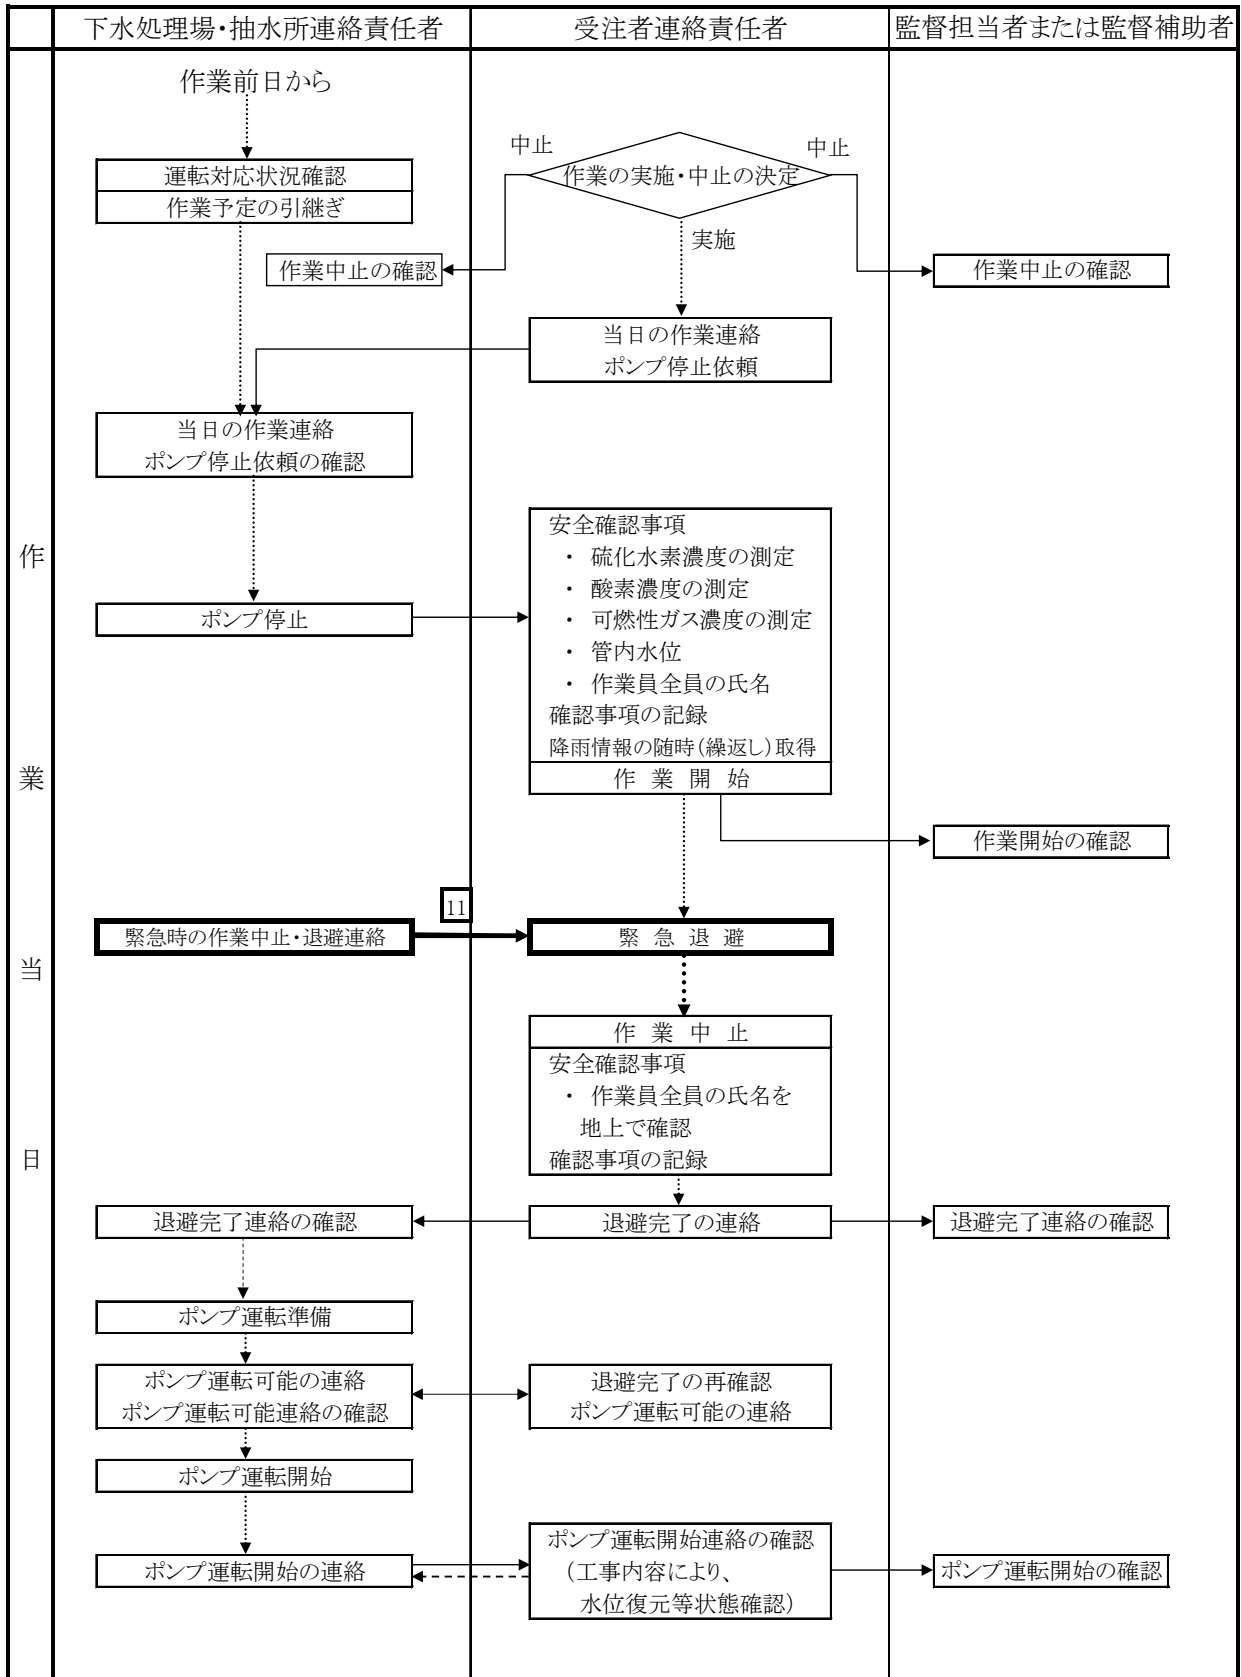 下水処理場・抽水所連絡責任者
受注者連絡責任者
監督担当者または監督補助者
作業当日
作業前日から
中止
中止
作業の実施・中止の決定
運転対応状況確認
作業予定の引継ぎ
実施
作業中止の確認
作業中止の確認
当日の作業連絡
ポンプ停止依頼
当日の作業連絡
ポンプ停止依頼の確認
安全確認事項
・ 硫化水素濃度の測定
・ 酸素濃度の測定
ポンプ停止
・ 可燃性ガス濃度の測定
・ 管内水位
・ 作業員全員の氏名
確認事項の記録
降雨情報の随時(繰返し)取得
作 業 開 始
作業開始の確認
11
緊急時の作業中止・退避連絡
緊 急 退 避
作 業 中 止
安全確認事項
・ 作業員全員の氏名を
地上で確認
確認事項の記録
退避完了連絡の確認
退避完了の連絡
退避完了連絡の確認
ポンプ運転準備
ポンプ運転可能の連絡
ポンプ運転可能連絡の確認
退避完了の再確認
ポンプ運転可能の連絡
ポンプ運転開始
ポンプ運転開始の連絡
ポンプ運転開始連絡の確認
(工事内容により、
水位復元等状態確認)
ポンプ運転開始の確認